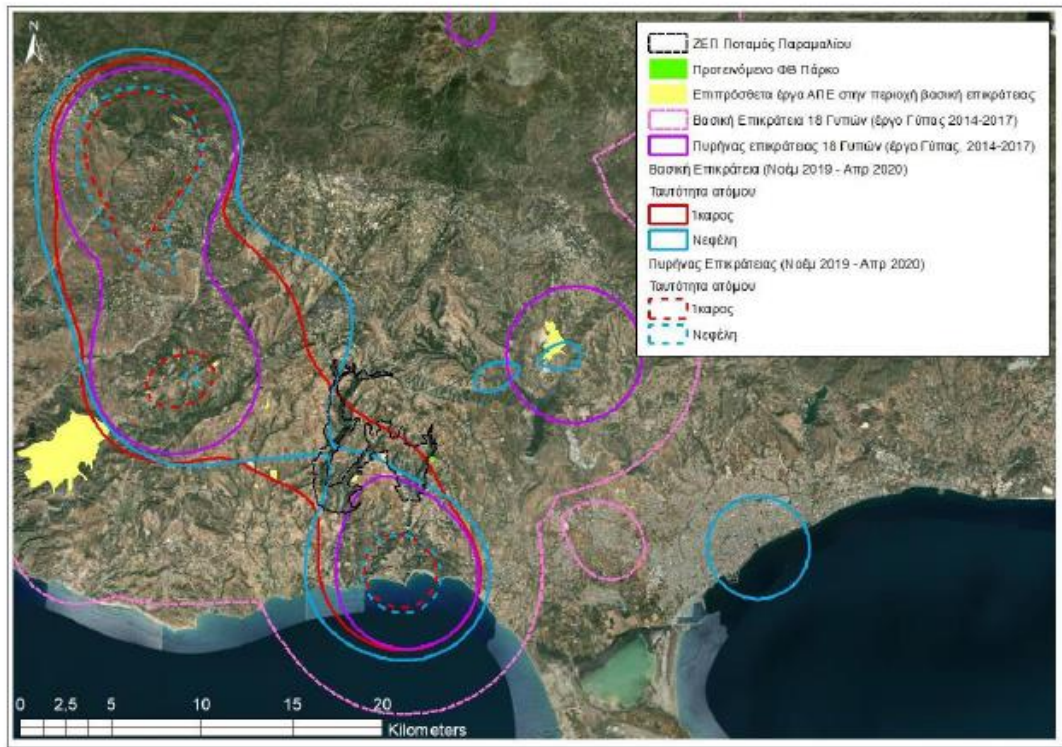 N
ΖΕΠ Ποταμός Παραμαλίου
Προτεινόμενο ΦΒ Πάρκο
Επιπρόσθετα έργα ΑΠΕ στην περιοχή βασική επικράτειας
Βασική Επικράτεια 18 Γυπών (έργο Γύπας 2014-2017)
Πυρήνας επικράτειας 18 Γυπών (έργο Γύπας, 2014-2017)
Βασική Επικράτεια (Νοέμ 2019 - Απρ 2020)
Ταυτότητα ατόμου
Ίκαρος
Νεφέλη
Πυρήνας Επικράτειας (Νοέμ 2019 - Απρ 2020)
Ταυτότητα ατόμου
Ίκαρος
Νεφέλη
0 2,5 5 10 15 20
Kilometers